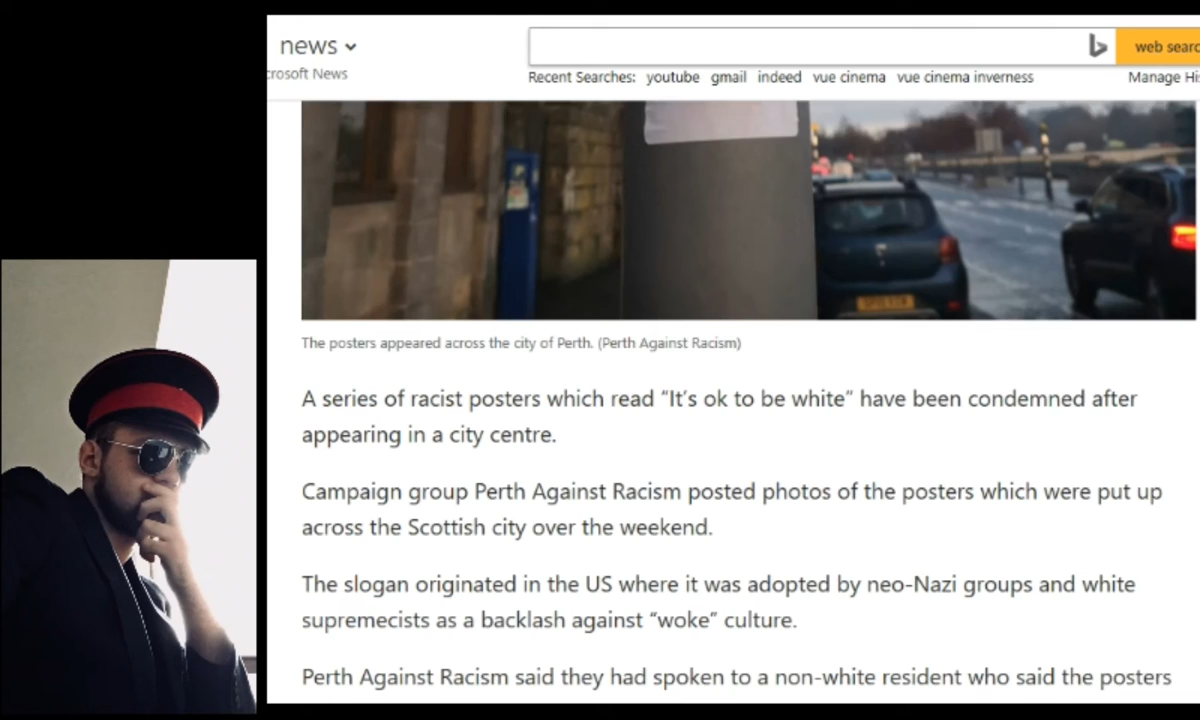 news
crosoft News
web searc
Recent Searches: youtube gmail indeed vue cinema vue cinema inverness
Manage His
The posters appeared across the city of Perth. (Perth Against Racism)
A series of racist posters which read “It’s ok to be white” have been condemned after
appearing in a city centre.
Campaign group Perth Against Racism posted photos of the posters which were put up
across the Scottish city over the weekend.
The slogan originated in the US where it was adopted by neo-Nazi groups and white
supremecists as a backlash against “woke” culture.
Perth Against Racism said they had spoken to a non-white resident who said the posters